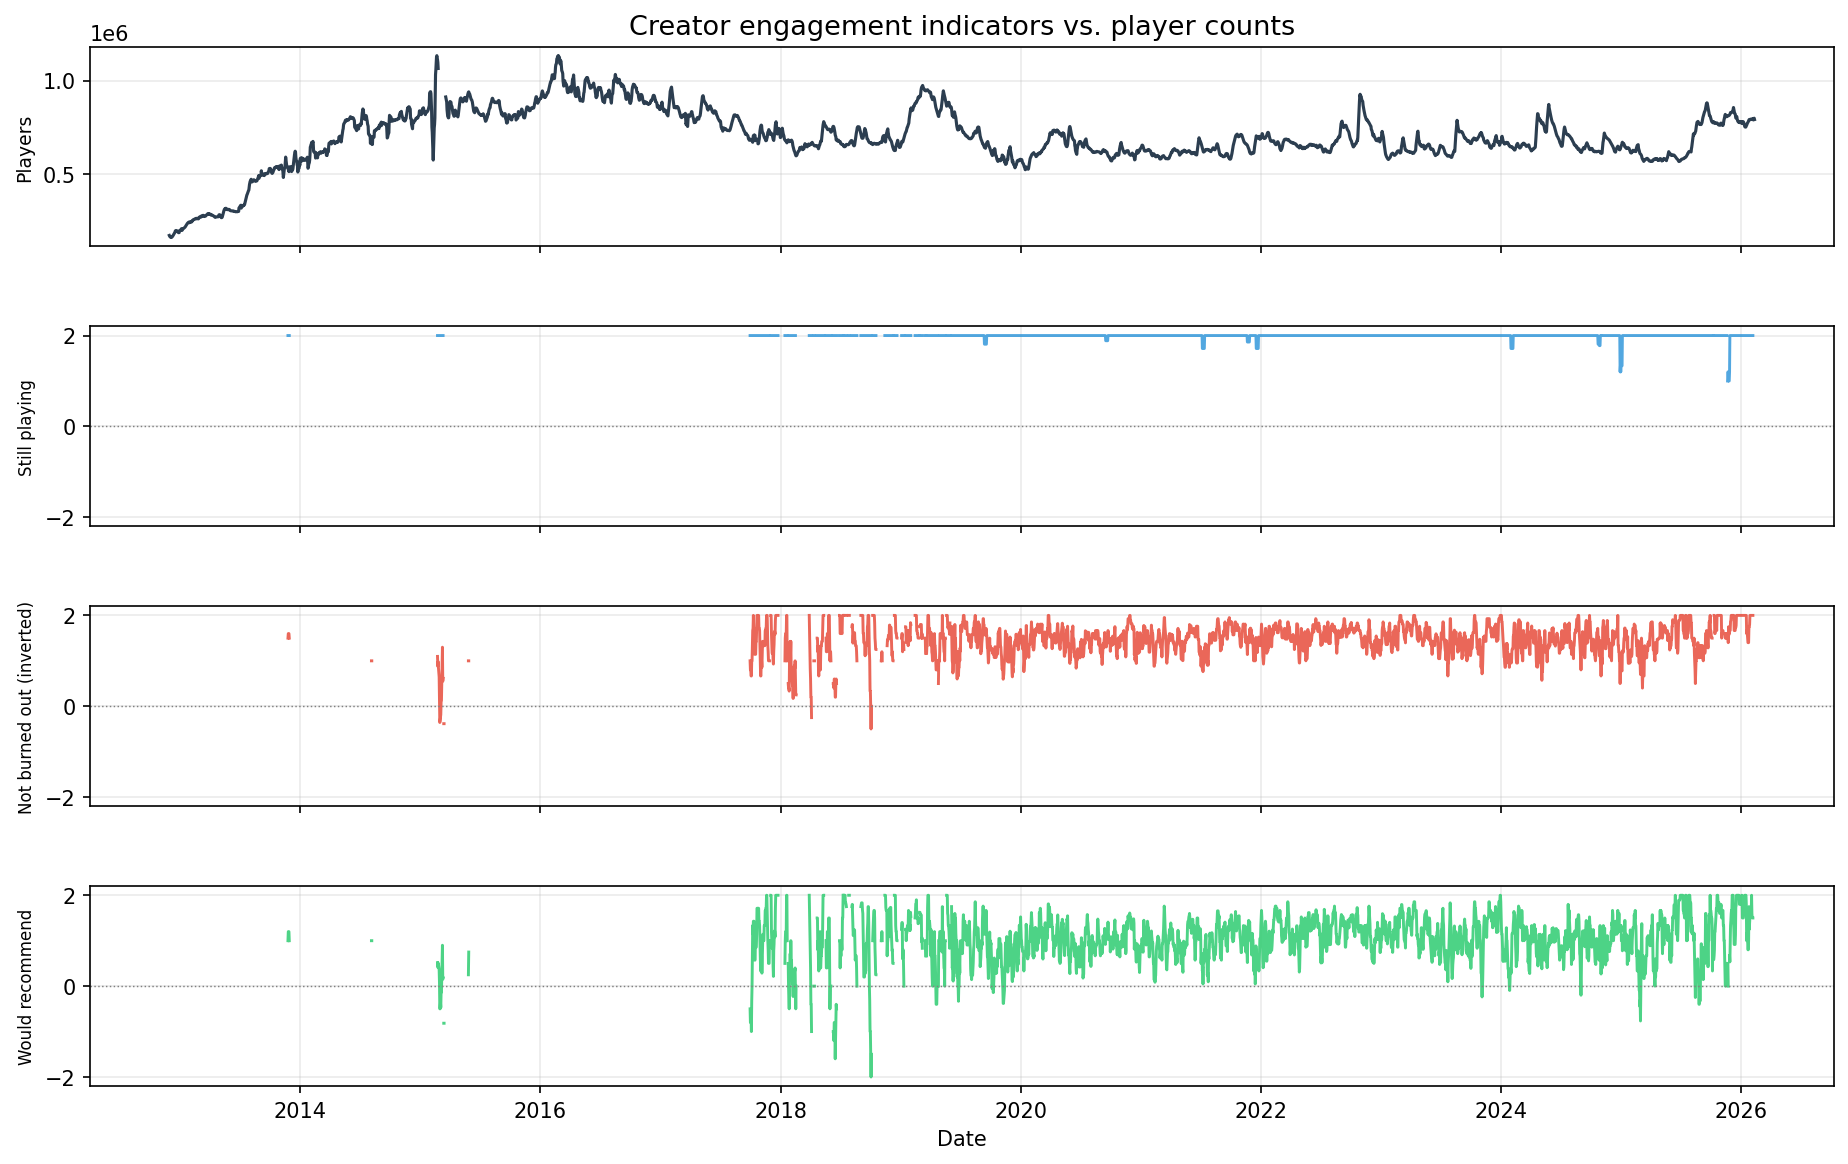 Creator engagement indicators vs. player counts
1e6
1.0
0.5
Players
2
0
−2
Still playing
2
0
−2
Not burned out (inverted)
2
0
−2
Would recommend
2014 2016 2018 2020 2022 2024 2026
Date